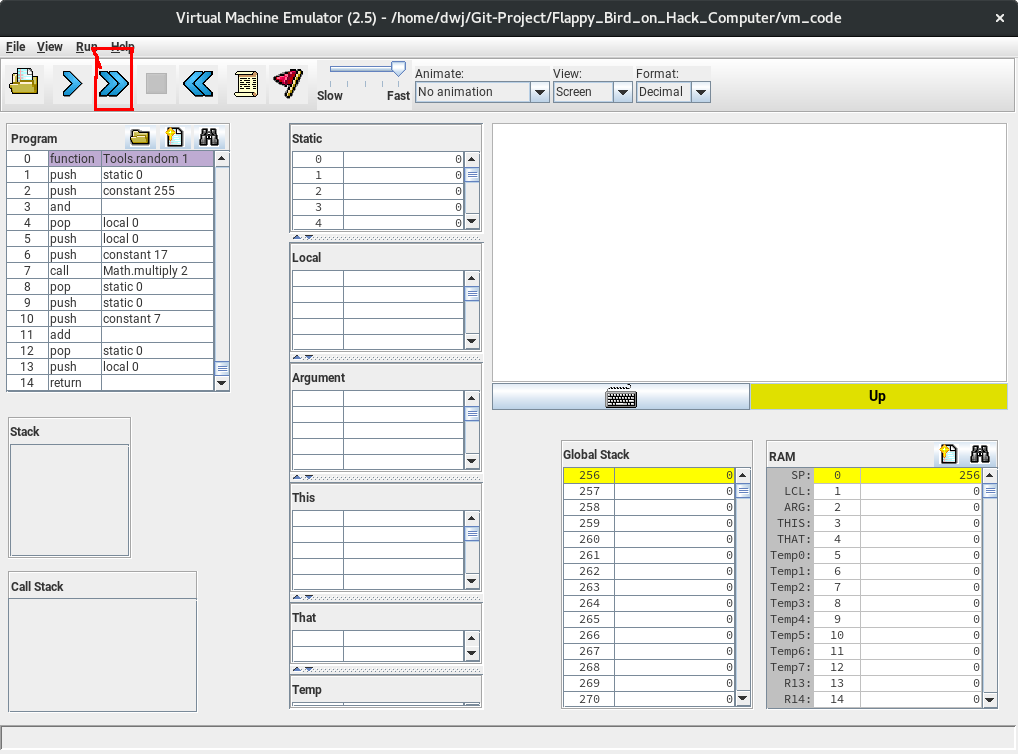 Virtual Machine Emulator (2.5) - /home/dwj/Git-Project/Flappy_Bird_on_Hack_Computer/vm_code
File View Run Help
Slow Fast
Animate: View: Format:
No animation Screen Decimal
Program
0 function Tools.random 1
1 push static 0
2 push constant 255
3 and
4 pop local 0
5 push local 0
6 push constant 17
7 call Math.multiply 2
8 pop static 0
9 push static 0
10 push constant 7
11 add
12 pop static 0
13 push local 0
14 return
Stack
Call Stack
Static
0 0
1 0
2 0
3 0
4 0
Local
Argument
This
That
Temp
Up
Global Stack
256 0
257 0
258 0
259 0
260 0
261 0
262 0
263 0
264 0
265 0
266 0
267 0
268 0
269 0
270 0
RAM
SP: 0 256
LCL: 1 0
ARG: 2 0
THIS: 3 0
THAT: 4 0
Temp0: 5 0
Temp1: 6 0
Temp2: 7 0
Temp3: 8 0
Temp4: 9 0
Temp5: 10 0
Temp6: 11 0
Temp7: 12 0
R13: 13 0
R14: 14 0